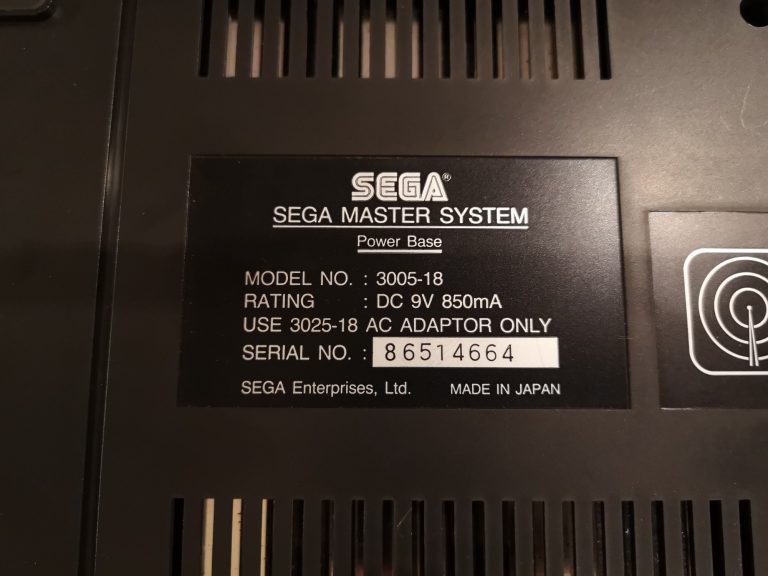 SEGA®
SEGA MASTER SYSTEM
Power Base
MODEL NO. : 3005-18
RATING : DC 9V 850mA
USE 3025-18 AC ADAPTOR ONLY
SERIAL NO. : 86514664
SEGA Enterprises, Ltd. MADE IN JAPAN